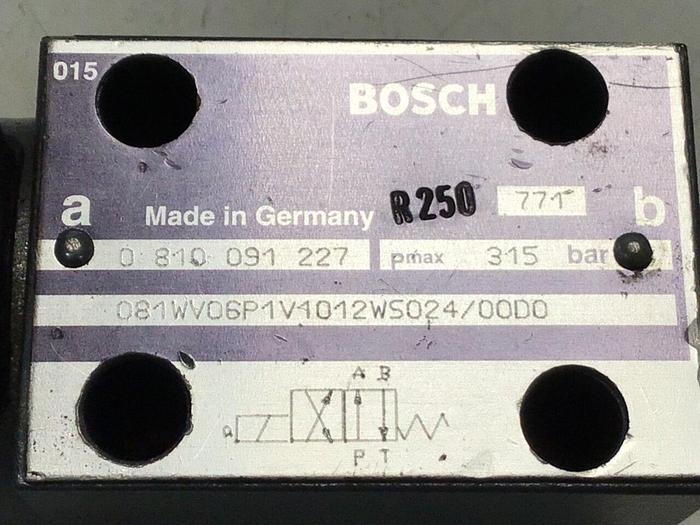 015
BOSCH
a Made in Germany R250 771 b
0 810 091 227 pmax 315 bar
081WV06P1V1012WS024/00D0
A B
a
P T